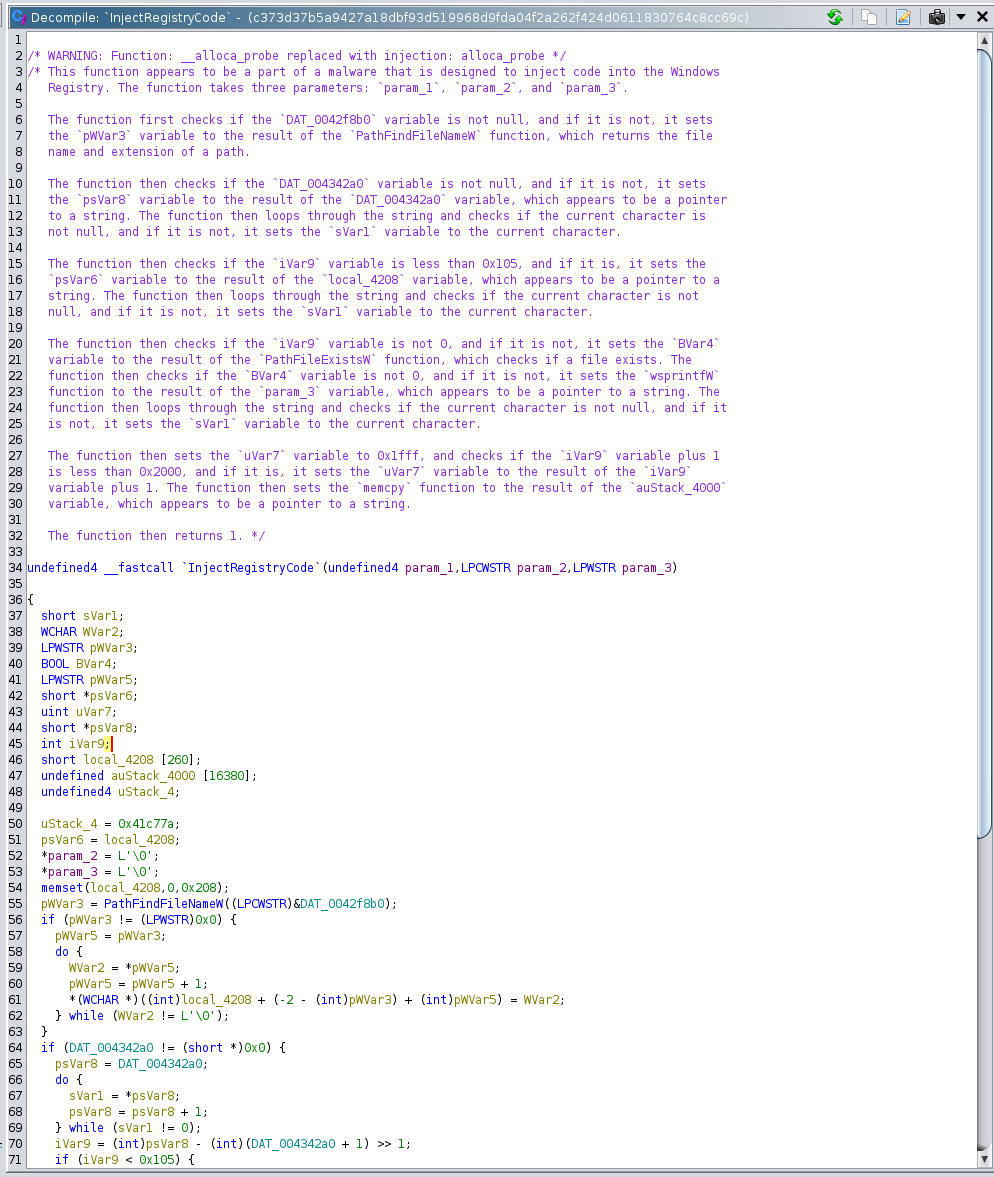 Decompile: `InjectRegistryCode` - (c373d37b5a9427a18dbf93d519968d9fda04f2a262f424d0611830764c8cc69c)
1
2 /* WARNING: Function: __alloca_probe replaced with injection: alloca_probe */
3 /* This function appears to be a part of a malware that is designed to inject code into the Windows
4    Registry. The function takes three parameters: `param_1`, `param_2`, and `param_3`.
5
6    The function first checks if the `DAT_0042f8b0` variable is not null, and if it is not, it sets
7    the `pWVar3` variable to the result of the `PathFindFileNameW` function, which returns the file
8    name and extension of a path.
9
10    The function then checks if the `DAT_004342a0` variable is not null, and if it is not, it sets
11    the `psVar8` variable to the result of the `DAT_004342a0` variable, which appears to be a pointer
12    to a string. The function then loops through the string and checks if the current character is
13    not null, and if it is not, it sets the `sVar1` variable to the current character.
14
15    The function then checks if the `iVar9` variable is less than 0x105, and if it is, it sets the
16    `psVar6` variable to the result of the `local_4208` variable, which appears to be a pointer to a
17    string. The function then loops through the string and checks if the current character is not
18    null, and if it is not, it sets the `sVar1` variable to the current character.
19
20    The function then checks if the `iVar9` variable is not 0, and if it is not, it sets the `BVar4`
21    variable to the result of the `PathFileExistsW` function, which checks if a file exists. The
22    function then checks if the `BVar4` variable is not 0, and if it is not, it sets the `wsprintfW`
23    function to the result of the `param_3` variable, which appears to be a pointer to a string. The
24    function then loops through the string and checks if the current character is not null, and if it
25    is not, it sets the `sVar1` variable to the current character.
26
27    The function then sets the `uVar7` variable to 0x1fff, and checks if the `iVar9` variable plus 1
28    is less than 0x2000, and if it is, it sets the `uVar7` variable to the result of the `iVar9`
29    variable plus 1. The function then sets the `memcpy` function to the result of the `auStack_4000`
30    variable, which appears to be a pointer to a string.
31
32    The function then returns 1. */
33
34 undefined4 __fastcall `InjectRegistryCode`(undefined4 param_1,LPCWSTR param_2,LPWSTR param_3)
35
36 {
37   short sVar1;
38   WCHAR WVar2;
39   LPWSTR pWVar3;
40   BOOL BVar4;
41   LPWSTR pWVar5;
42   short *psVar6;
43   uint uVar7;
44   short *psVar8;
45   int iVar9;
46   short local_4208 [260];
47   undefined auStack_4000 [16380];
48   undefined4 uStack_4;
49
50   uStack_4 = 0x41c77a;
51   psVar6 = local_4208;
52   *param_2 = L'\0';
53   *param_3 = L'\0';
54   memset(local_4208,0,0x208);
55   pWVar3 = PathFindFileNameW((LPCWSTR)&DAT_0042f8b0);
56   if (pWVar3 != (LPWSTR)0x0) {
57     pWVar5 = pWVar3;
58     do {
59       WVar2 = *pWVar5;
60       pWVar5 = pWVar5 + 1;
61       *(WCHAR *)((int)local_4208 + (-2 - (int)pWVar3) + (int)pWVar5) = WVar2;
62     } while (WVar2 != L'\0');
63   }
64   if (DAT_004342a0 != (short *)0x0) {
65     psVar8 = DAT_004342a0;
66     do {
67       sVar1 = *psVar8;
68       psVar8 = psVar8 + 1;
69     } while (sVar1 != 0);
70     iVar9 = (int)psVar8 - (int)(DAT_004342a0 + 1) >> 1;
71     if (iVar9 < 0x105) {